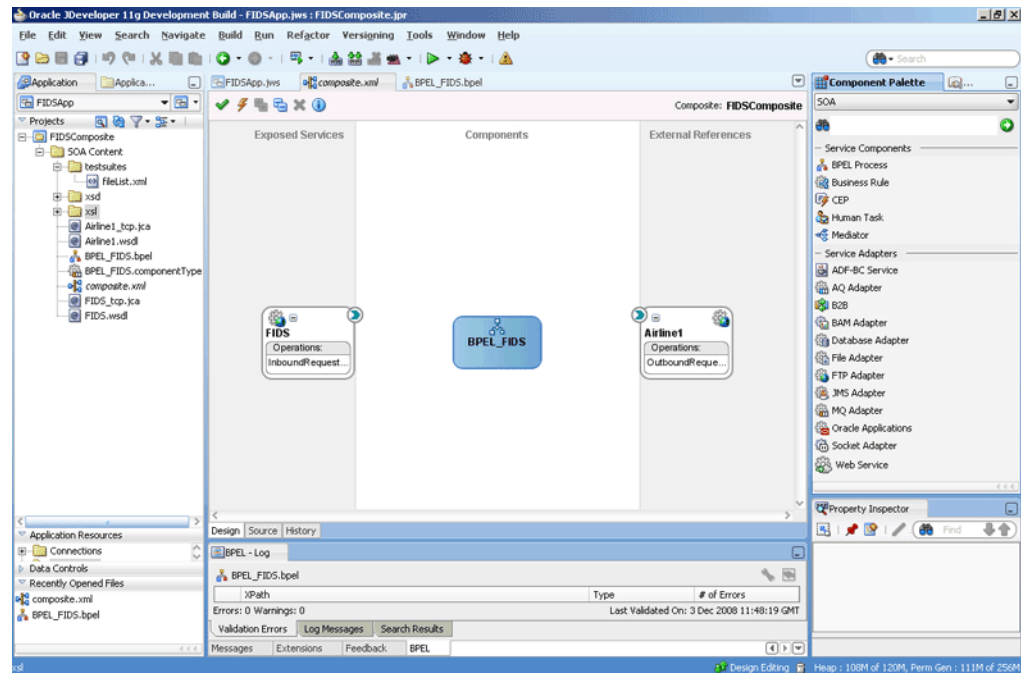 Oracle JDeveloper 11g Development Build - FIDSApp.jws : FIDSComposite.jpr
File Edit View Search Navigate Build Run Refactor Versioning Tools Window Help
Search
Application
Applica...
FIDSApp
Projects
FIDSComposite
SOA Content
testsuites
fileList.xml
xsd
xsl
Airline1_tcp.jca
Airline1.wsdl
BPEL_FIDS.bpel
BPEL_FIDS.componentType
composite.xml
FIDS_tcp.jca
FIDS.wsdl
Application Resources
Connections
Data Controls
Recently Opened Files
composite.xml
BPEL_FIDS.bpel
FIDSApp.jws
composite.xml
BPEL_FIDS.bpel
Composite: FIDSComposite
Exposed Services
Components
External References
FIDS
Operations:
InboundRequest...
BPEL_FIDS
Airline1
Operations:
OutboundReque...
Design Source History
BPEL - Log
BPEL_FIDS.bpel
XPath Type # of Errors
Errors: 0 Warnings: 0
Last Validated On: 3 Dec 2008 11:48:19 GMT
Validation Errors Log Messages Search Results
Messages Extensions Feedback BPEL
Component Palette
SOA
Service Components
BPEL Process
Business Rule
CEP
Human Task
Mediator
Service Adapters
ADF-BC Service
AQ Adapter
B2B
BAM Adapter
Database Adapter
File Adapter
FTP Adapter
JMS Adapter
MQ Adapter
Oracle Applications
Socket Adapter
Web Service
Property Inspector
Find
xsl
Design Editing
Heap : 108M of 120M, Perm Gen : 111M of 256M